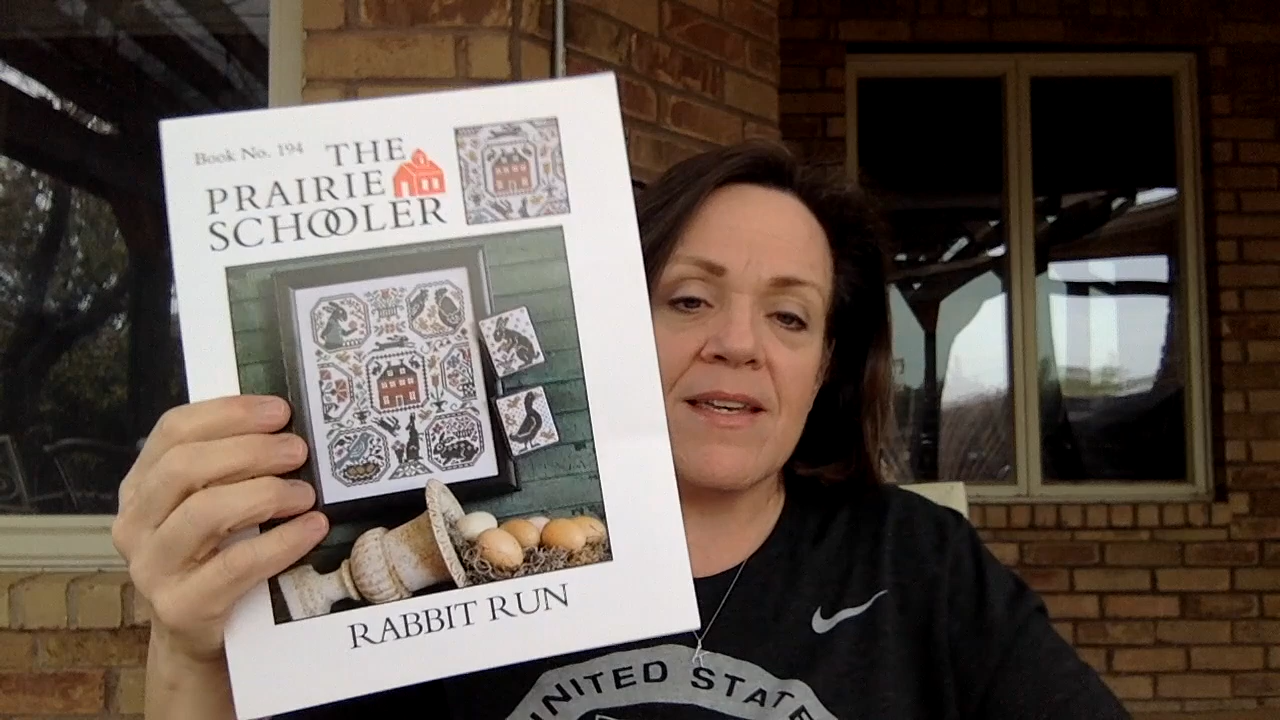 Book No. 194
THE
PRAIRIE
SCHOOLER
RABBIT RUN
UNITED STATE